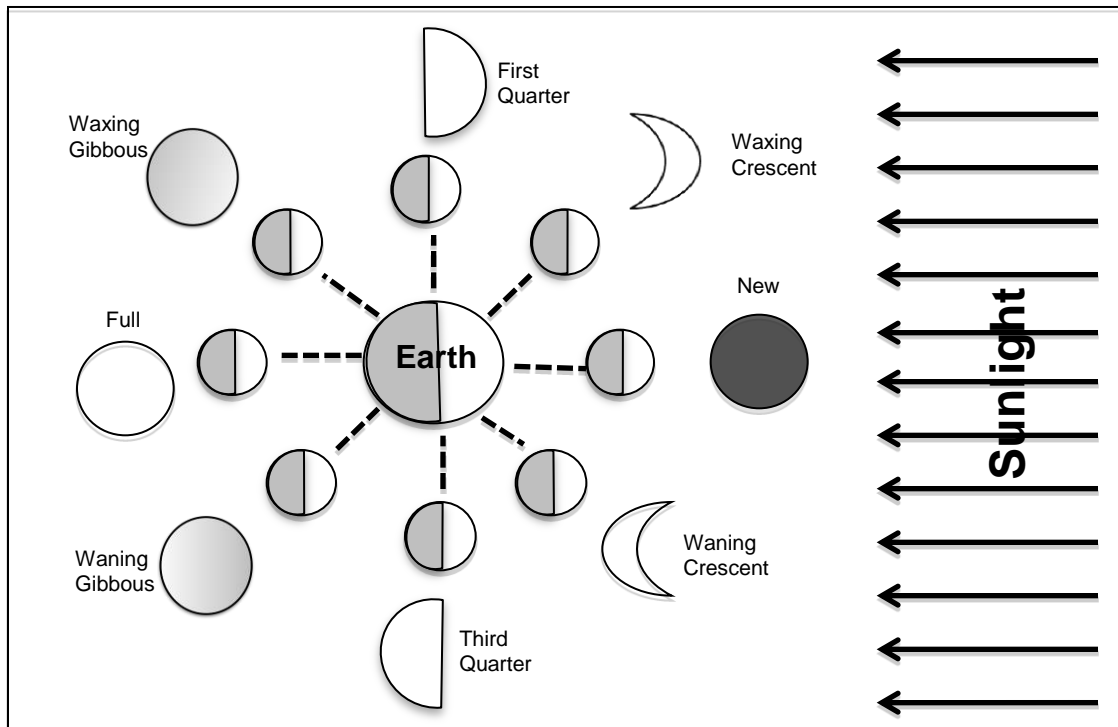 First
Quarter
Waxing
Gibbous
Waxing
Crescent
New
Full
Earth
Sunlight
Waning
Gibbous
Waning
Crescent
Third
Quarter